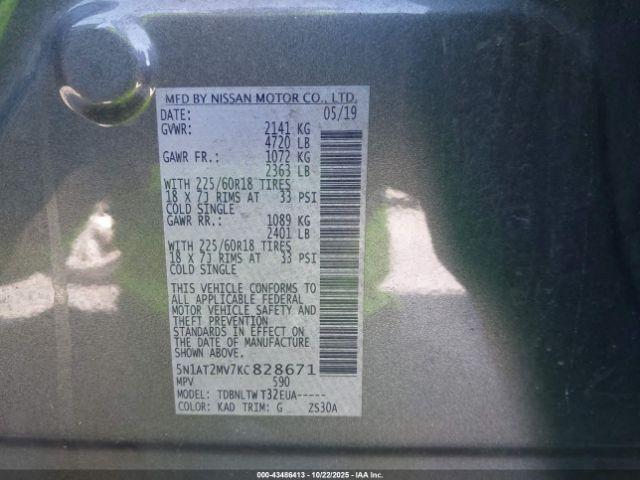 MFD BY NISSAN MOTOR CO., LTD.
DATE: 05/19
GVWR: 2141 KG
4720 LB
GAWR FR.: 1072 KG
2363 LB
WITH 225/60R18 TIRES
18 X 7J RIMS AT 33 PSI
COLD SINGLE
GAWR RR.: 1089 KG
2401 LB
WITH 225/60R18 TIRES
18 X 7J RIMS AT 33 PSI
COLD SINGLE
THIS VEHICLE CONFORMS TO
ALL APPLICABLE FEDERAL
MOTOR VEHICLE SAFETY AND
THEFT PREVENTION
STANDARDS IN EFFECT ON
THE DATE OF MANUFACTURE
SHOWN ABOVE.
5N1AT2MV7KC828671
MPV 590
MODEL: TDBNLTW T32EUA-----
COLOR: KAD TRIM: G ZS30A
000-43486413 - 10/22/2025 - IAA Inc.